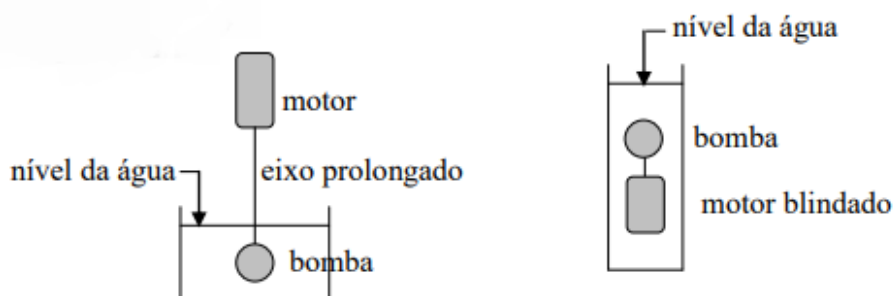 motor
nível da água
eixo prolongado
bomba
nível da água
bomba
motor blindado